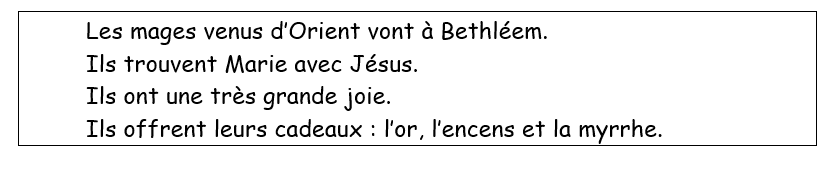 Les mages venus d’Orient vont à Bethléem.
Ils trouvent Marie avec Jésus.
Ils ont une très grande joie.
Ils offrent leurs cadeaux : l’or, l’encens et la myrrhe.